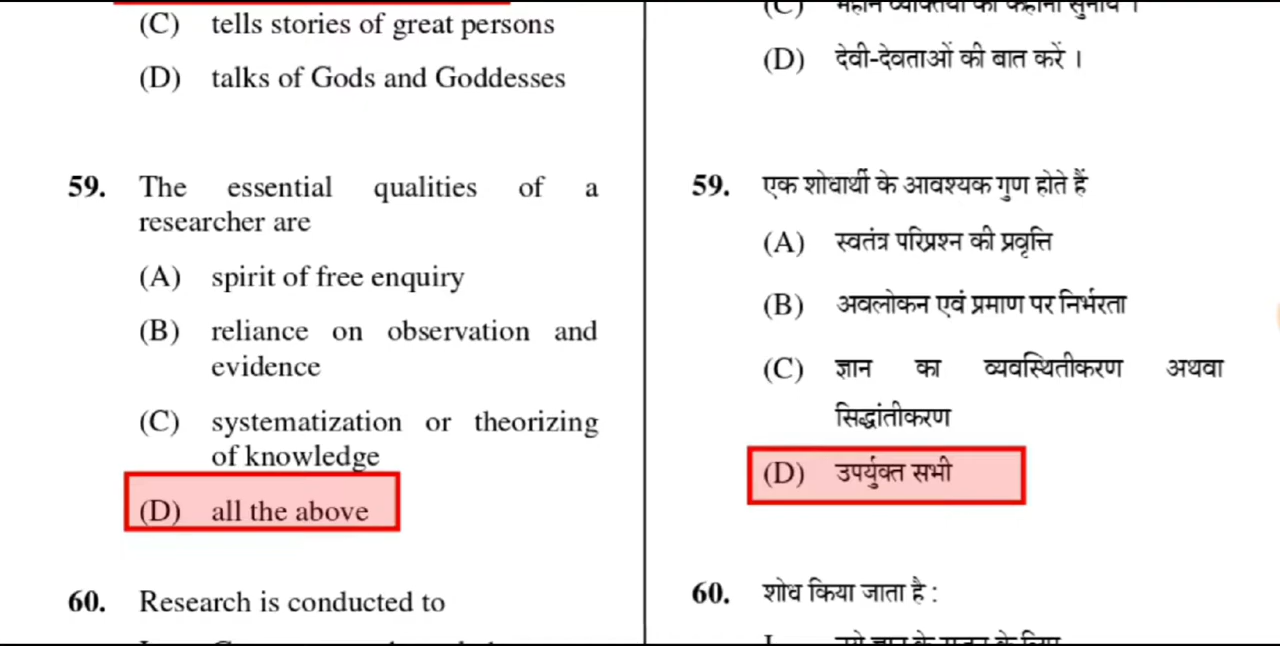 (C) tells stories of great persons
(D) talks of Gods and Goddesses
59. The essential qualities of a
researcher are
(A) spirit of free enquiry
(B) reliance on observation and
evidence
(C) systematization or theorizing
of knowledge
(D) all the above
60. Research is conducted to
(C) महान व्यक्तियों की कहानी सुनायें ।
(D) देवी-देवताओं की बात करें ।
59. एक शोधार्थी के आवश्यक गुण होते हैं
(A) स्वतंत्र परिप्रश्न की प्रवृत्ति
(B) अवलोकन एवं प्रमाण पर निर्भरता
(C) ज्ञान का व्यवस्थितीकरण अथवा
सिद्धांतीकरण
(D) उपर्युक्त सभी
60. शोध किया जाता है :